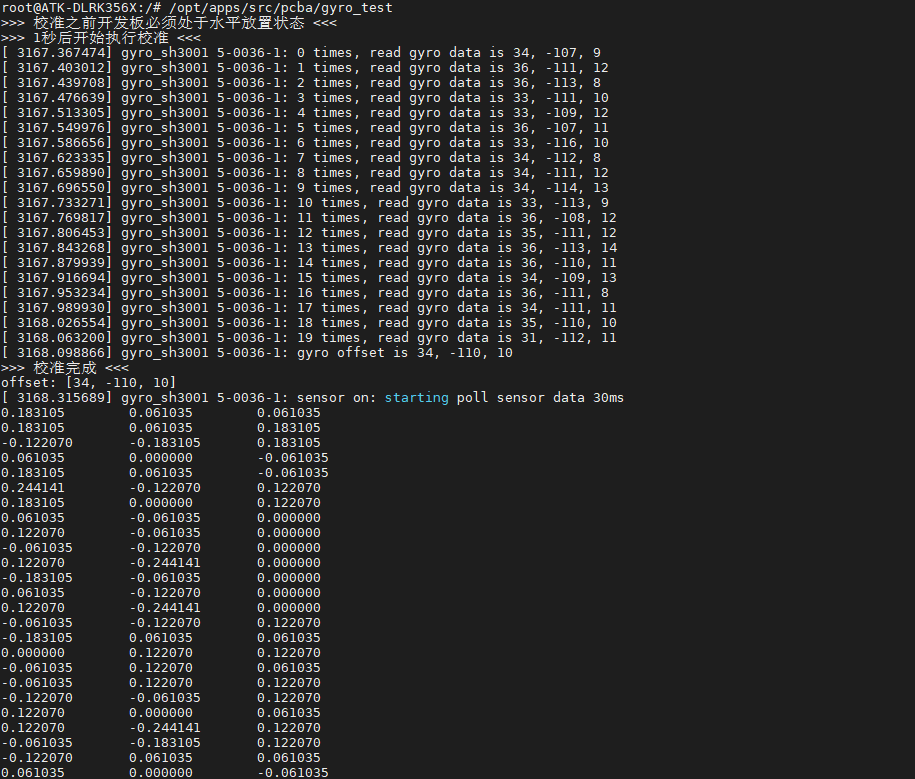 root@ATK-DLRK356X:/# /opt/apps/src/pcba/gyro_test
>>> 校准之前开发板必须处于水平放置状态 <<<
>>> 1秒后开始执行校准 <<<
[ 3167.367474] gyro_sh3001 5-0036-1: 0 times, read gyro data is 34, -107, 9
[ 3167.403012] gyro_sh3001 5-0036-1: 1 times, read gyro data is 36, -111, 12
[ 3167.439708] gyro_sh3001 5-0036-1: 2 times, read gyro data is 36, -113, 8
[ 3167.476639] gyro_sh3001 5-0036-1: 3 times, read gyro data is 33, -111, 10
[ 3167.513305] gyro_sh3001 5-0036-1: 4 times, read gyro data is 33, -109, 12
[ 3167.549976] gyro_sh3001 5-0036-1: 5 times, read gyro data is 36, -107, 11
[ 3167.586656] gyro_sh3001 5-0036-1: 6 times, read gyro data is 33, -116, 10
[ 3167.623335] gyro_sh3001 5-0036-1: 7 times, read gyro data is 34, -112, 8
[ 3167.659890] gyro_sh3001 5-0036-1: 8 times, read gyro data is 34, -111, 12
[ 3167.696550] gyro_sh3001 5-0036-1: 9 times, read gyro data is 34, -114, 13
[ 3167.733271] gyro_sh3001 5-0036-1: 10 times, read gyro data is 33, -113, 9
[ 3167.769817] gyro_sh3001 5-0036-1: 11 times, read gyro data is 36, -108, 12
[ 3167.806453] gyro_sh3001 5-0036-1: 12 times, read gyro data is 35, -111, 12
[ 3167.843268] gyro_sh3001 5-0036-1: 13 times, read gyro data is 36, -113, 14
[ 3167.879939] gyro_sh3001 5-0036-1: 14 times, read gyro data is 36, -110, 11
[ 3167.916694] gyro_sh3001 5-0036-1: 15 times, read gyro data is 34, -109, 13
[ 3167.953234] gyro_sh3001 5-0036-1: 16 times, read gyro data is 36, -111, 8
[ 3167.989930] gyro_sh3001 5-0036-1: 17 times, read gyro data is 34, -111, 11
[ 3168.026554] gyro_sh3001 5-0036-1: 18 times, read gyro data is 35, -110, 10
[ 3168.063200] gyro_sh3001 5-0036-1: 19 times, read gyro data is 31, -112, 11
[ 3168.098866] gyro_sh3001 5-0036-1: gyro offset is 34, -110, 10
>>> 校准完成 <<<
offset: [34, -110, 10]
[ 3168.315689] gyro_sh3001 5-0036-1: sensor on: starting poll sensor data 30ms
0.183105 0.061035 0.061035
0.183105 0.061035 0.183105
-0.122070 -0.183105 0.183105
0.061035 0.000000 -0.061035
0.183105 0.061035 -0.061035
0.244141 -0.122070 0.122070
0.183105 0.000000 0.122070
0.061035 -0.061035 0.000000
0.122070 -0.061035 0.000000
-0.061035 -0.122070 0.000000
0.122070 -0.244141 0.000000
-0.183105 -0.061035 0.000000
0.061035 -0.122070 0.000000
0.122070 -0.244141 0.000000
-0.061035 -0.122070 0.122070
-0.183105 0.061035 0.061035
0.000000 0.122070 0.122070
-0.061035 0.122070 0.061035
-0.061035 0.122070 0.122070
-0.122070 -0.061035 0.122070
0.122070 0.000000 0.061035
0.122070 -0.244141 0.122070
-0.061035 -0.183105 0.122070
-0.122070 0.061035 0.061035
0.061035 0.000000 -0.061035